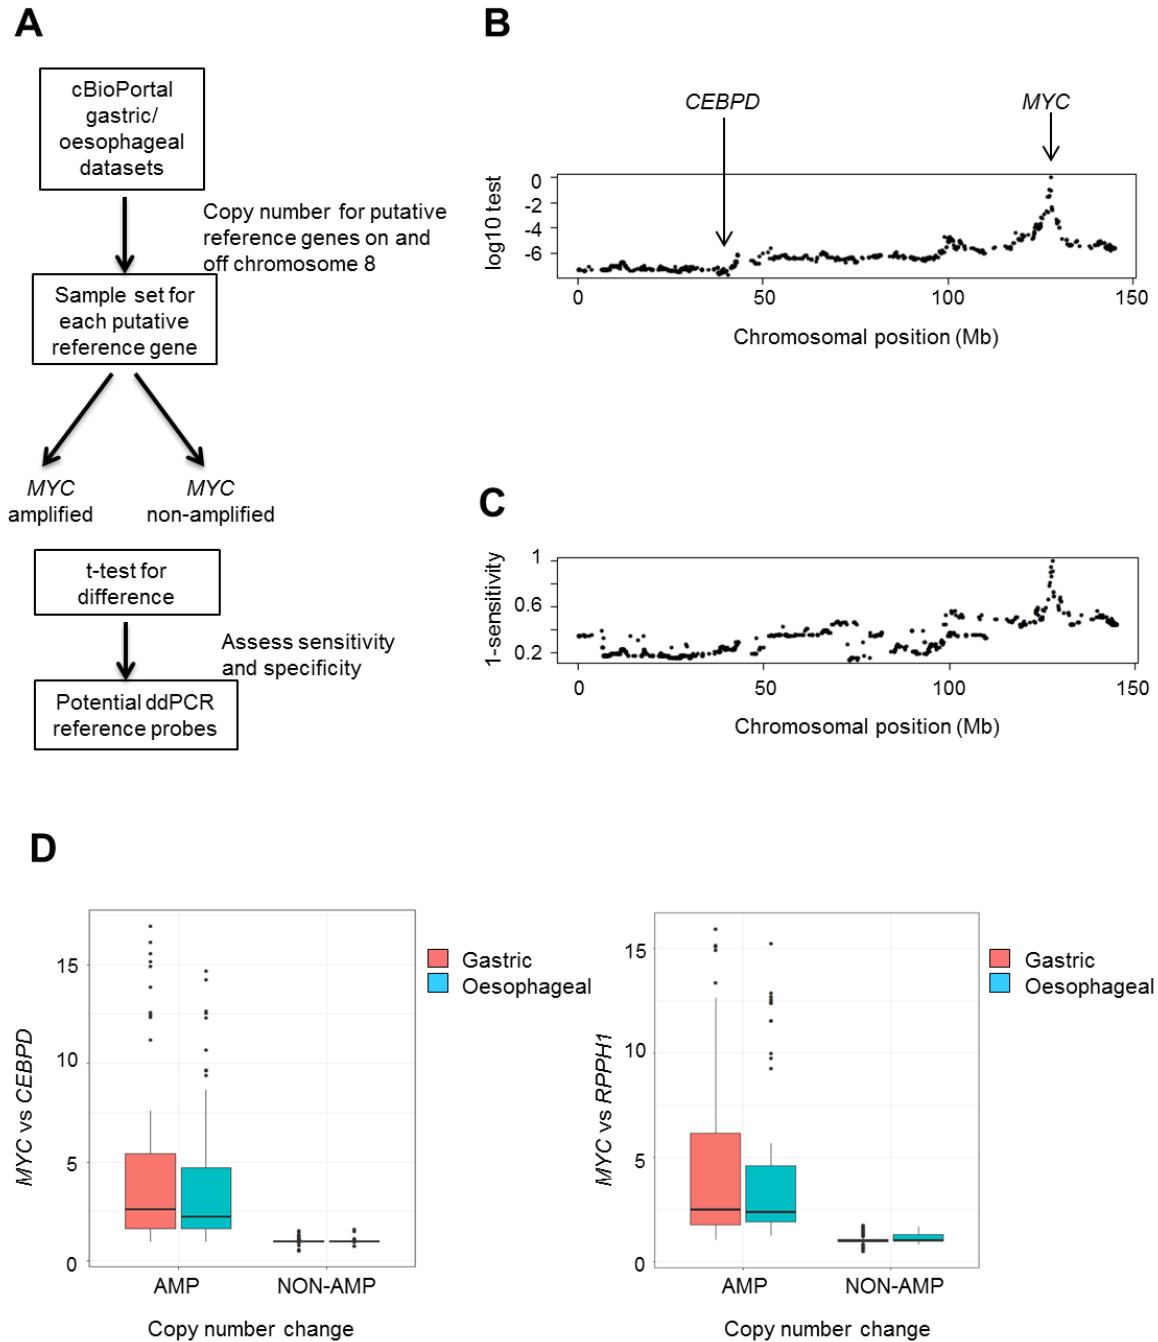 A
cBioPortal
gastric/
oesophageal
datasets
Copy number for putative
reference genes on and
off chromosome 8
Sample set for
each putative
reference gene
MYC
amplified
MYC
non-amplified
t-test for
difference
Assess sensitivity
and specificity
Potential ddPCR
reference probes
B
CEBPD
MYC
log10 test
0
-2
-4
-6
0
50
100
150
Chromosomal position (Mb)
C
1-sensitivity
1
0.6
0.2
0
50
100
150
Chromosomal position (Mb)
D
MYC vs CEBPD
15
10
5
0
AMP
NON-AMP
Copy number change
Gastric
Oesophageal
MYC vs RPPH1
15
10
5
0
AMP
NON-AMP
Copy number change
Gastric
Oesophageal